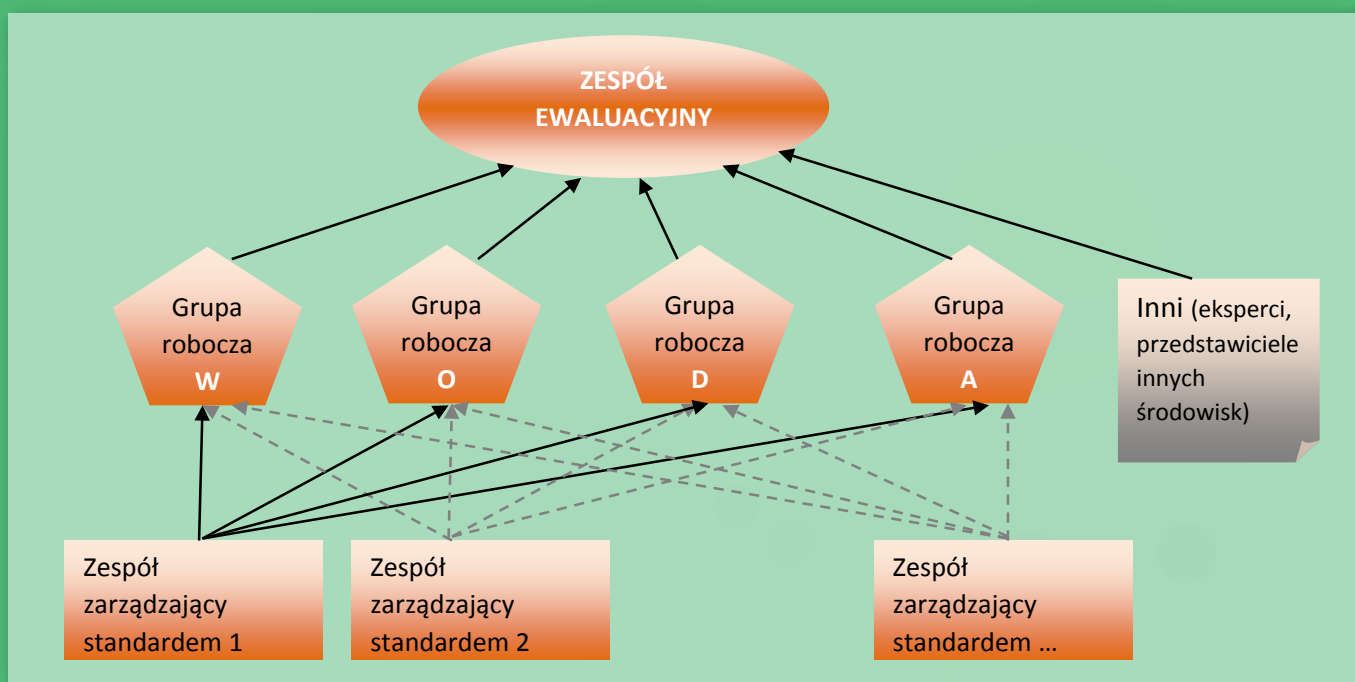 ZESPÓŁ
EWALUACYJNY
Grupa
robocza
W
Grupa
robocza
O
Grupa
robocza
D
Grupa
robocza
A
Inni (eksperci,
przedstawiciele
innych
środowisk)
Zespół
zarządzający
standardem 1
Zespół
zarządzający
standardem 2
Zespół
zarządzający
standardem ...